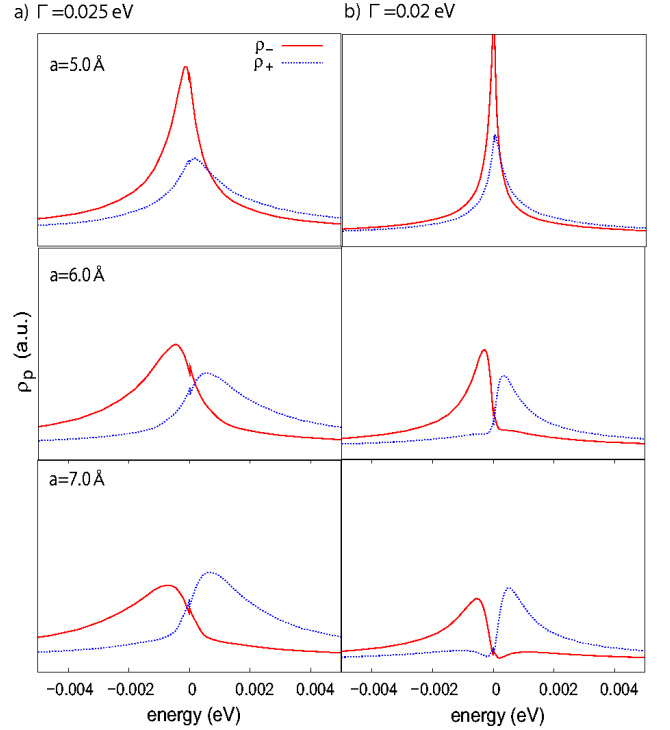 a) Γ=0.025 eV
b) Γ=0.02 eV
a=5.0 Å
ρ−
ρ+
a=6.0 Å
ρp (a.u.)
a=7.0 Å
−0.004 −0.002 0 0.002 0.004
−0.004 −0.002 0 0.002 0.004
energy (eV)
energy (eV)